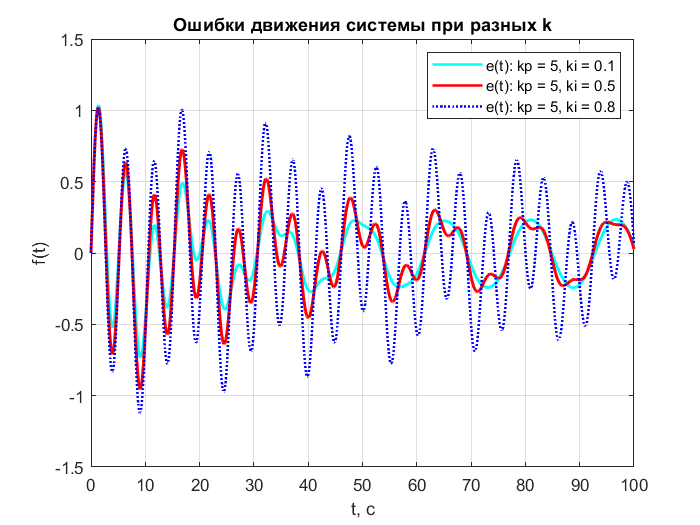 Ошибки движения системы при разных k
1.5
1
0.5
0
-0.5
-1
-1.5
f(t)
e(t): kp = 5, ki = 0.1
e(t): kp = 5, ki = 0.5
e(t): kp = 5, ki = 0.8
0 10 20 30 40 50 60 70 80 90 100
t, c